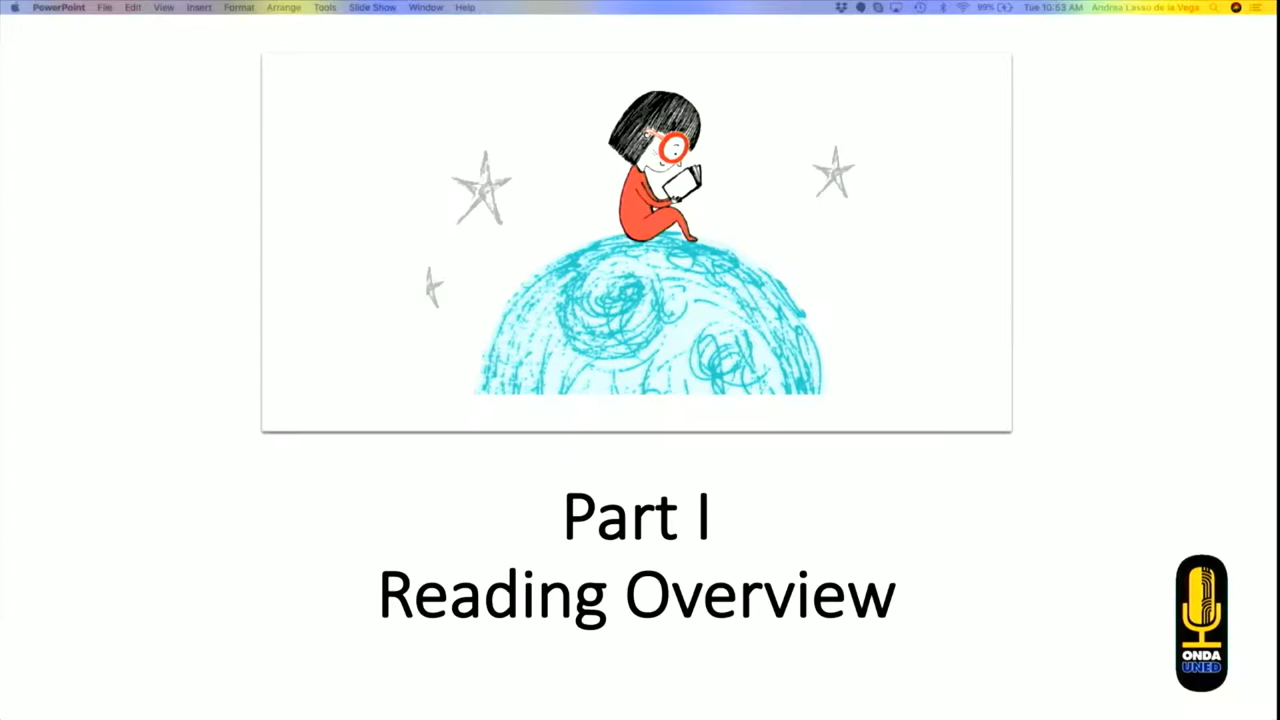 PowerPoint File Edit View Insert Format Arrange Tools Slide Show Window Help 99% Tue 10:53 AM Andrea Lasso de la Vega
Part I
Reading Overview
ONDA
UNED